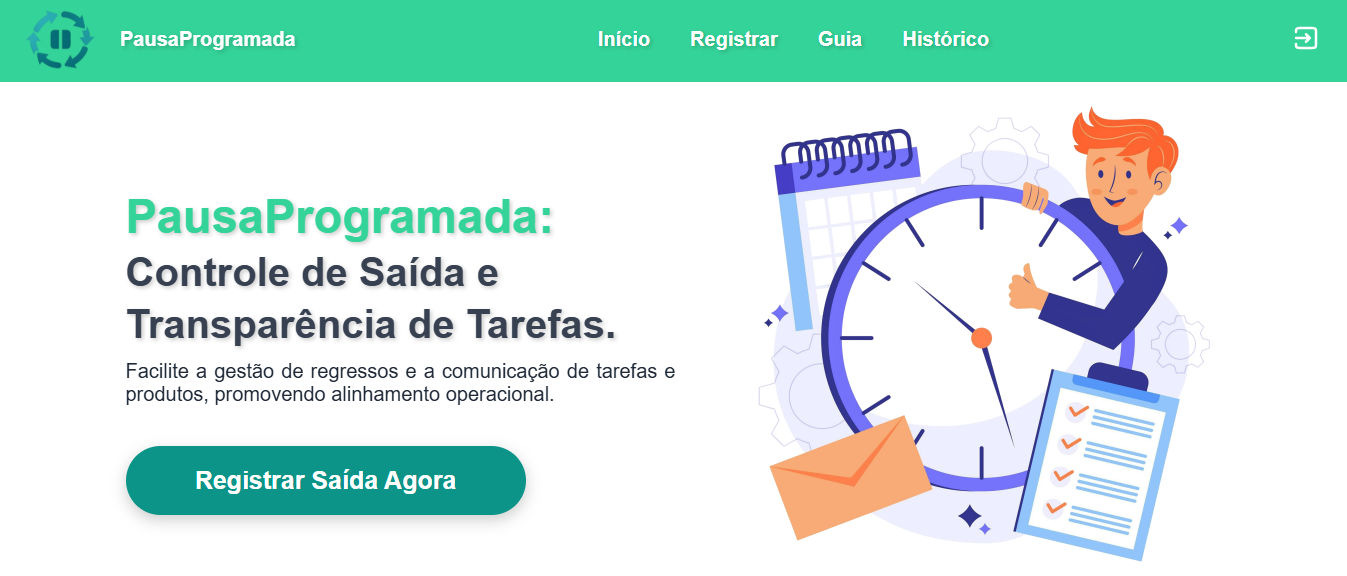 PausaProgramada
Início
Registrar
Guia
Histórico
PausaProgramada:
Controle de Saída e
Transparência de Tarefas.
Facilite a gestão de regressos e a comunicação de tarefas e
produtos, promovendo alinhamento operacional.
Registrar Saída Agora